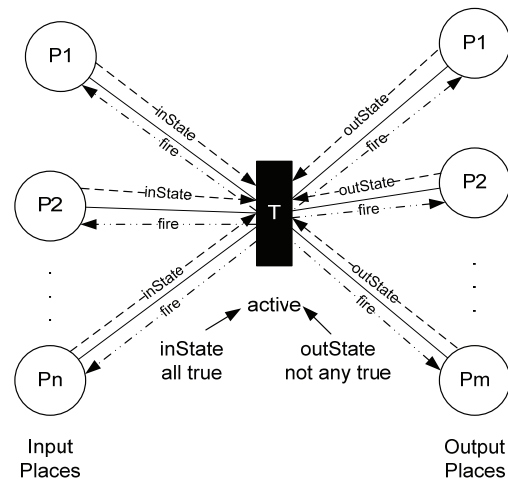 P1
P1
inState
outState
fire
fire
P2
inState
T
outState
P2
fire
fire
inState
outState
fire
fire
active
inState
all true
outState
not any true
Pn
Pm
Input
Places
Output
Places